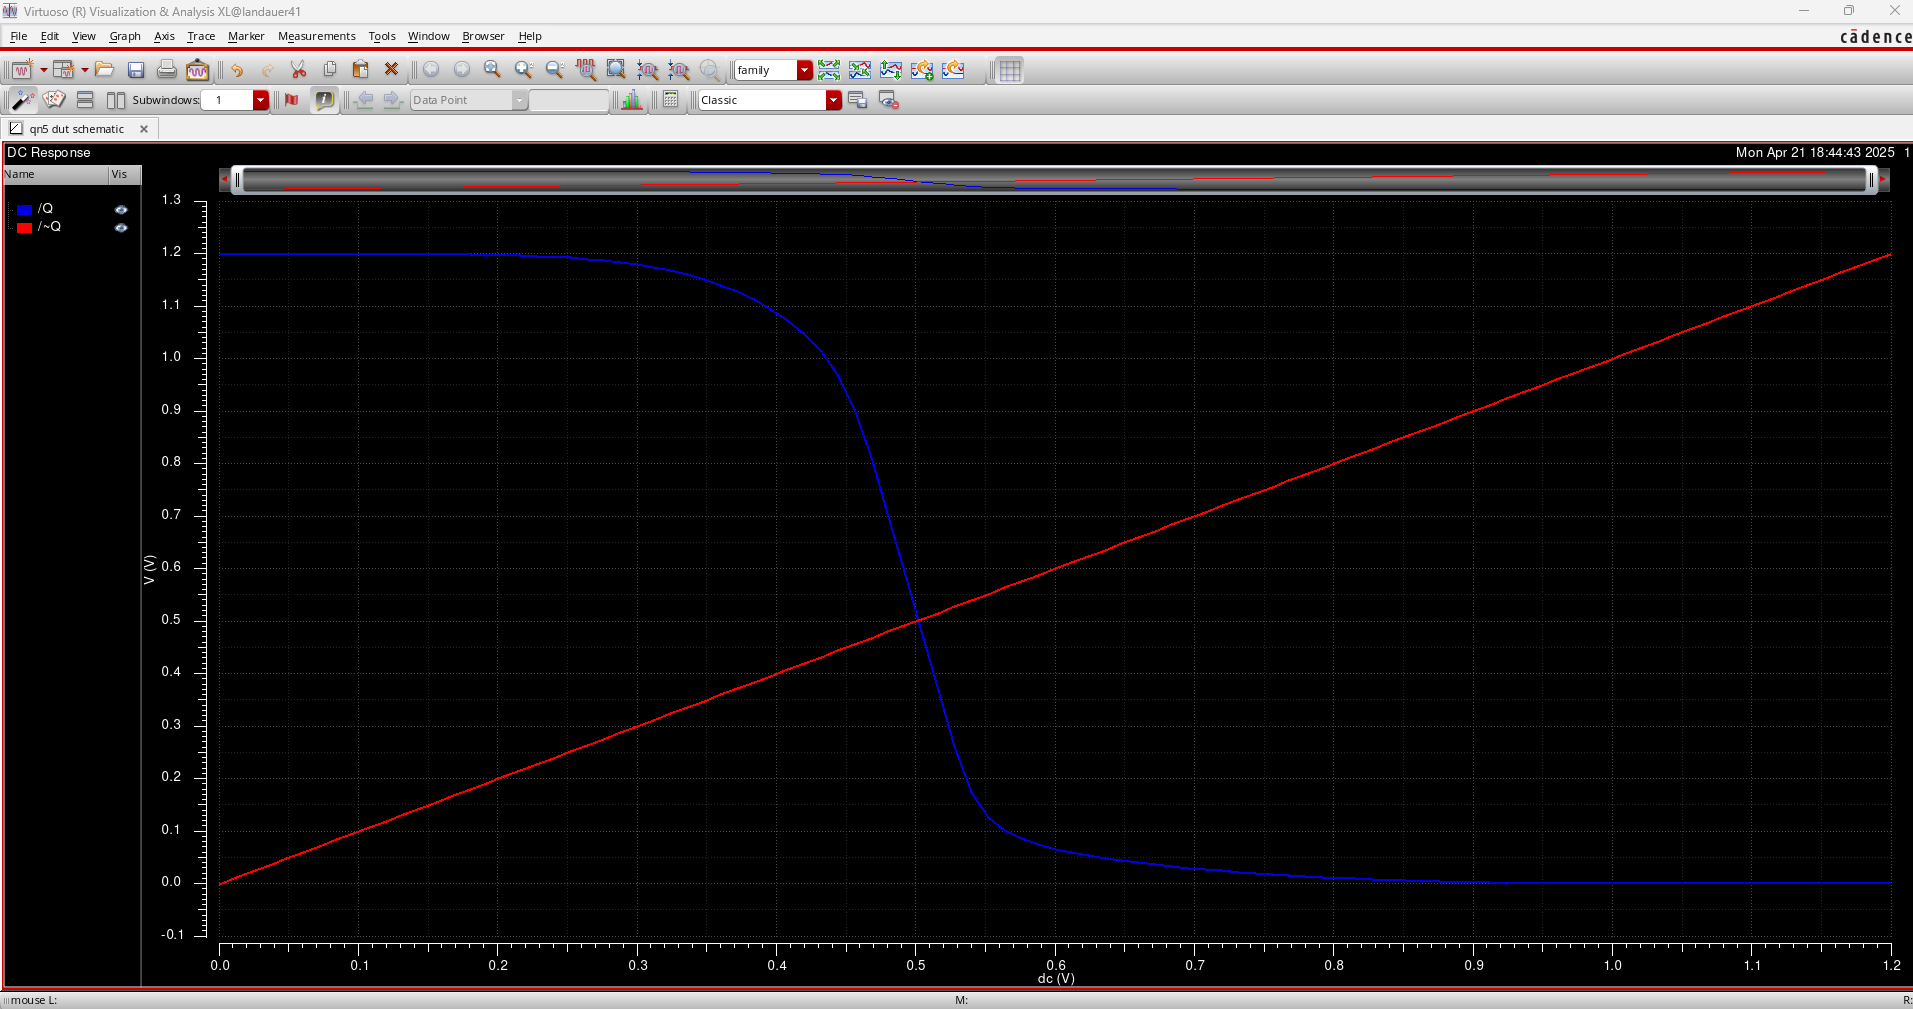 Virtuoso (R) Visualization & Analysis XL@landauer41
File Edit View Graph Axis Trace Marker Measurements Tools Window Browser Help
cādence
family
Subwindows: 1
Data Point
Classic
qn5 dut schematic
DC Response
Mon Apr 21 18:44:43 2025 1
Name Vis
/Q
/~Q
1.3
1.2
1.1
1.0
0.9
0.8
0.7
0.6
0.5
0.4
0.3
0.2
0.1
0.0
-0.1
V (V)
0.0 0.1 0.2 0.3 0.4 0.5 0.6 0.7 0.8 0.9 1.0 1.1 1.2
dc (V)
mouse L: M: R: